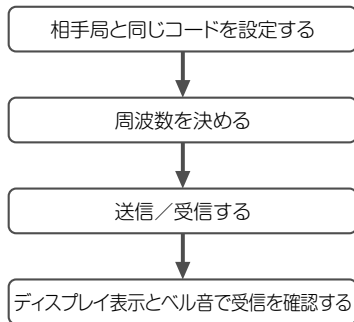 相手局と同じコードを設定する
周波数を決める
送信／受信する
ディスプレイ表示とベル音で受信を確認する